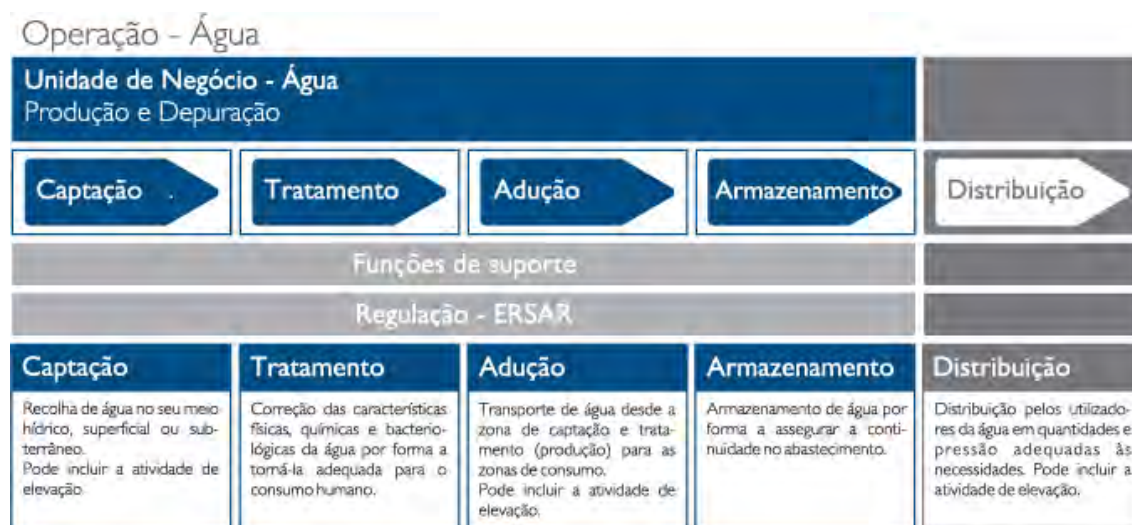 Operação - Água
Unidade de Negócio - Água
Produção e Depuração
Captação
Tratamento
Adução
Armazenamento
Distribuição
Funções de suporte
Regulação - ERSAR
Captação
Recolha de água no seu meio
hídrico, superficial ou sub-
terrâneo.
Pode incluir a atividade de
elevação
Tratamento
Correção das características
físicas, químicas e bacterio-
lógicas da água por forma a
torná-la adequada para o
consumo humano.
Adução
Transporte de água desde a
zona de captação e trata-
mento (produção) para as
zonas de consumo.
Pode incluir a atividade de
elevação.
Armazenamento
Armazenamento de água por
forma a assegurar a conti-
nuidade no abastecimento.
Distribuição
Distribuição pelos utilizado-
res da água em quantidades e
pressão adequadas às
necessidades. Pode incluir a
atividade de elevação.